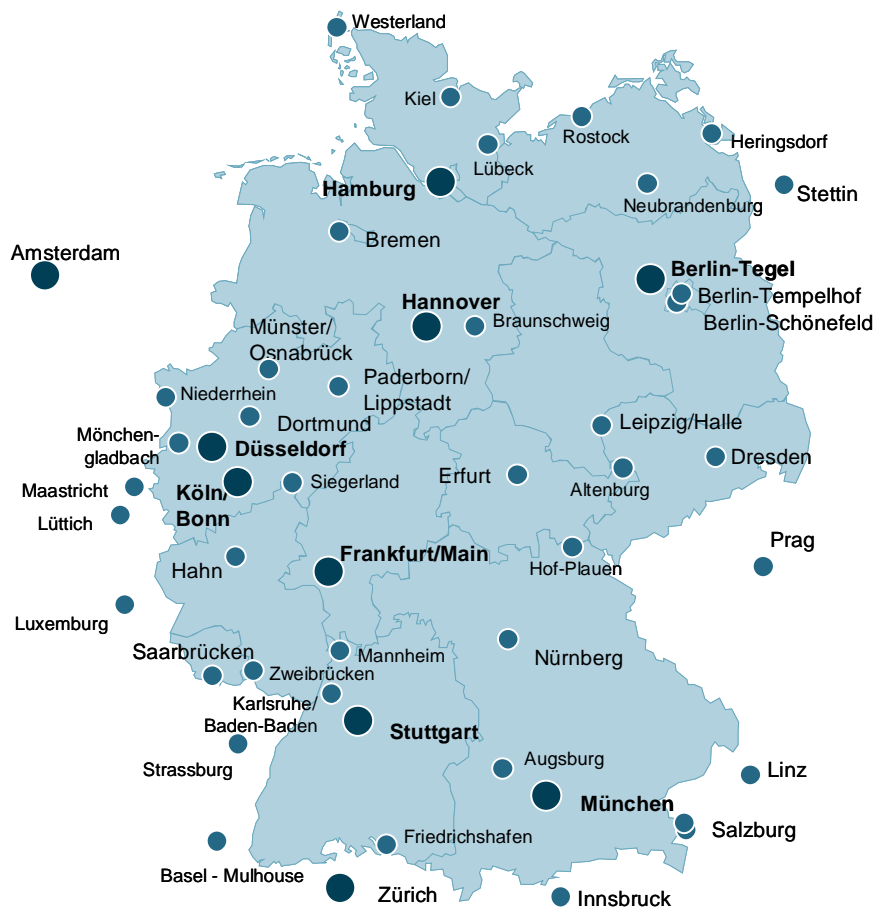 Westerland
Kiel
Rostock
Heringsdorf
Lübeck
Hamburg
Stettin
Neubrandenburg
Bremen
Amsterdam
Berlin-Tegel
Berlin-Tempelhof
Hannover
Braunschweig
Berlin-Schönefeld
Münster/
Osnabrück
Paderborn/
Lippstadt
Niederrhein
Dortmund
Leipzig/Halle
Mönchen-
gladbach
Düsseldorf
Dresden
Erfurt
Siegerland
Altenburg
Maastricht
Köln/
Bonn
Lüttich
Prag
Frankfurt/Main
Hahn
Hof-Plauen
Luxemburg
Saarbrücken
Mannheim
Nürnberg
Zweibrücken
Karlsruhe/
Baden-Baden
Stuttgart
Augsburg
Strassburg
Linz
München
Salzburg
Friedrichshafen
Basel - Mulhouse
Zürich
Innsbruck